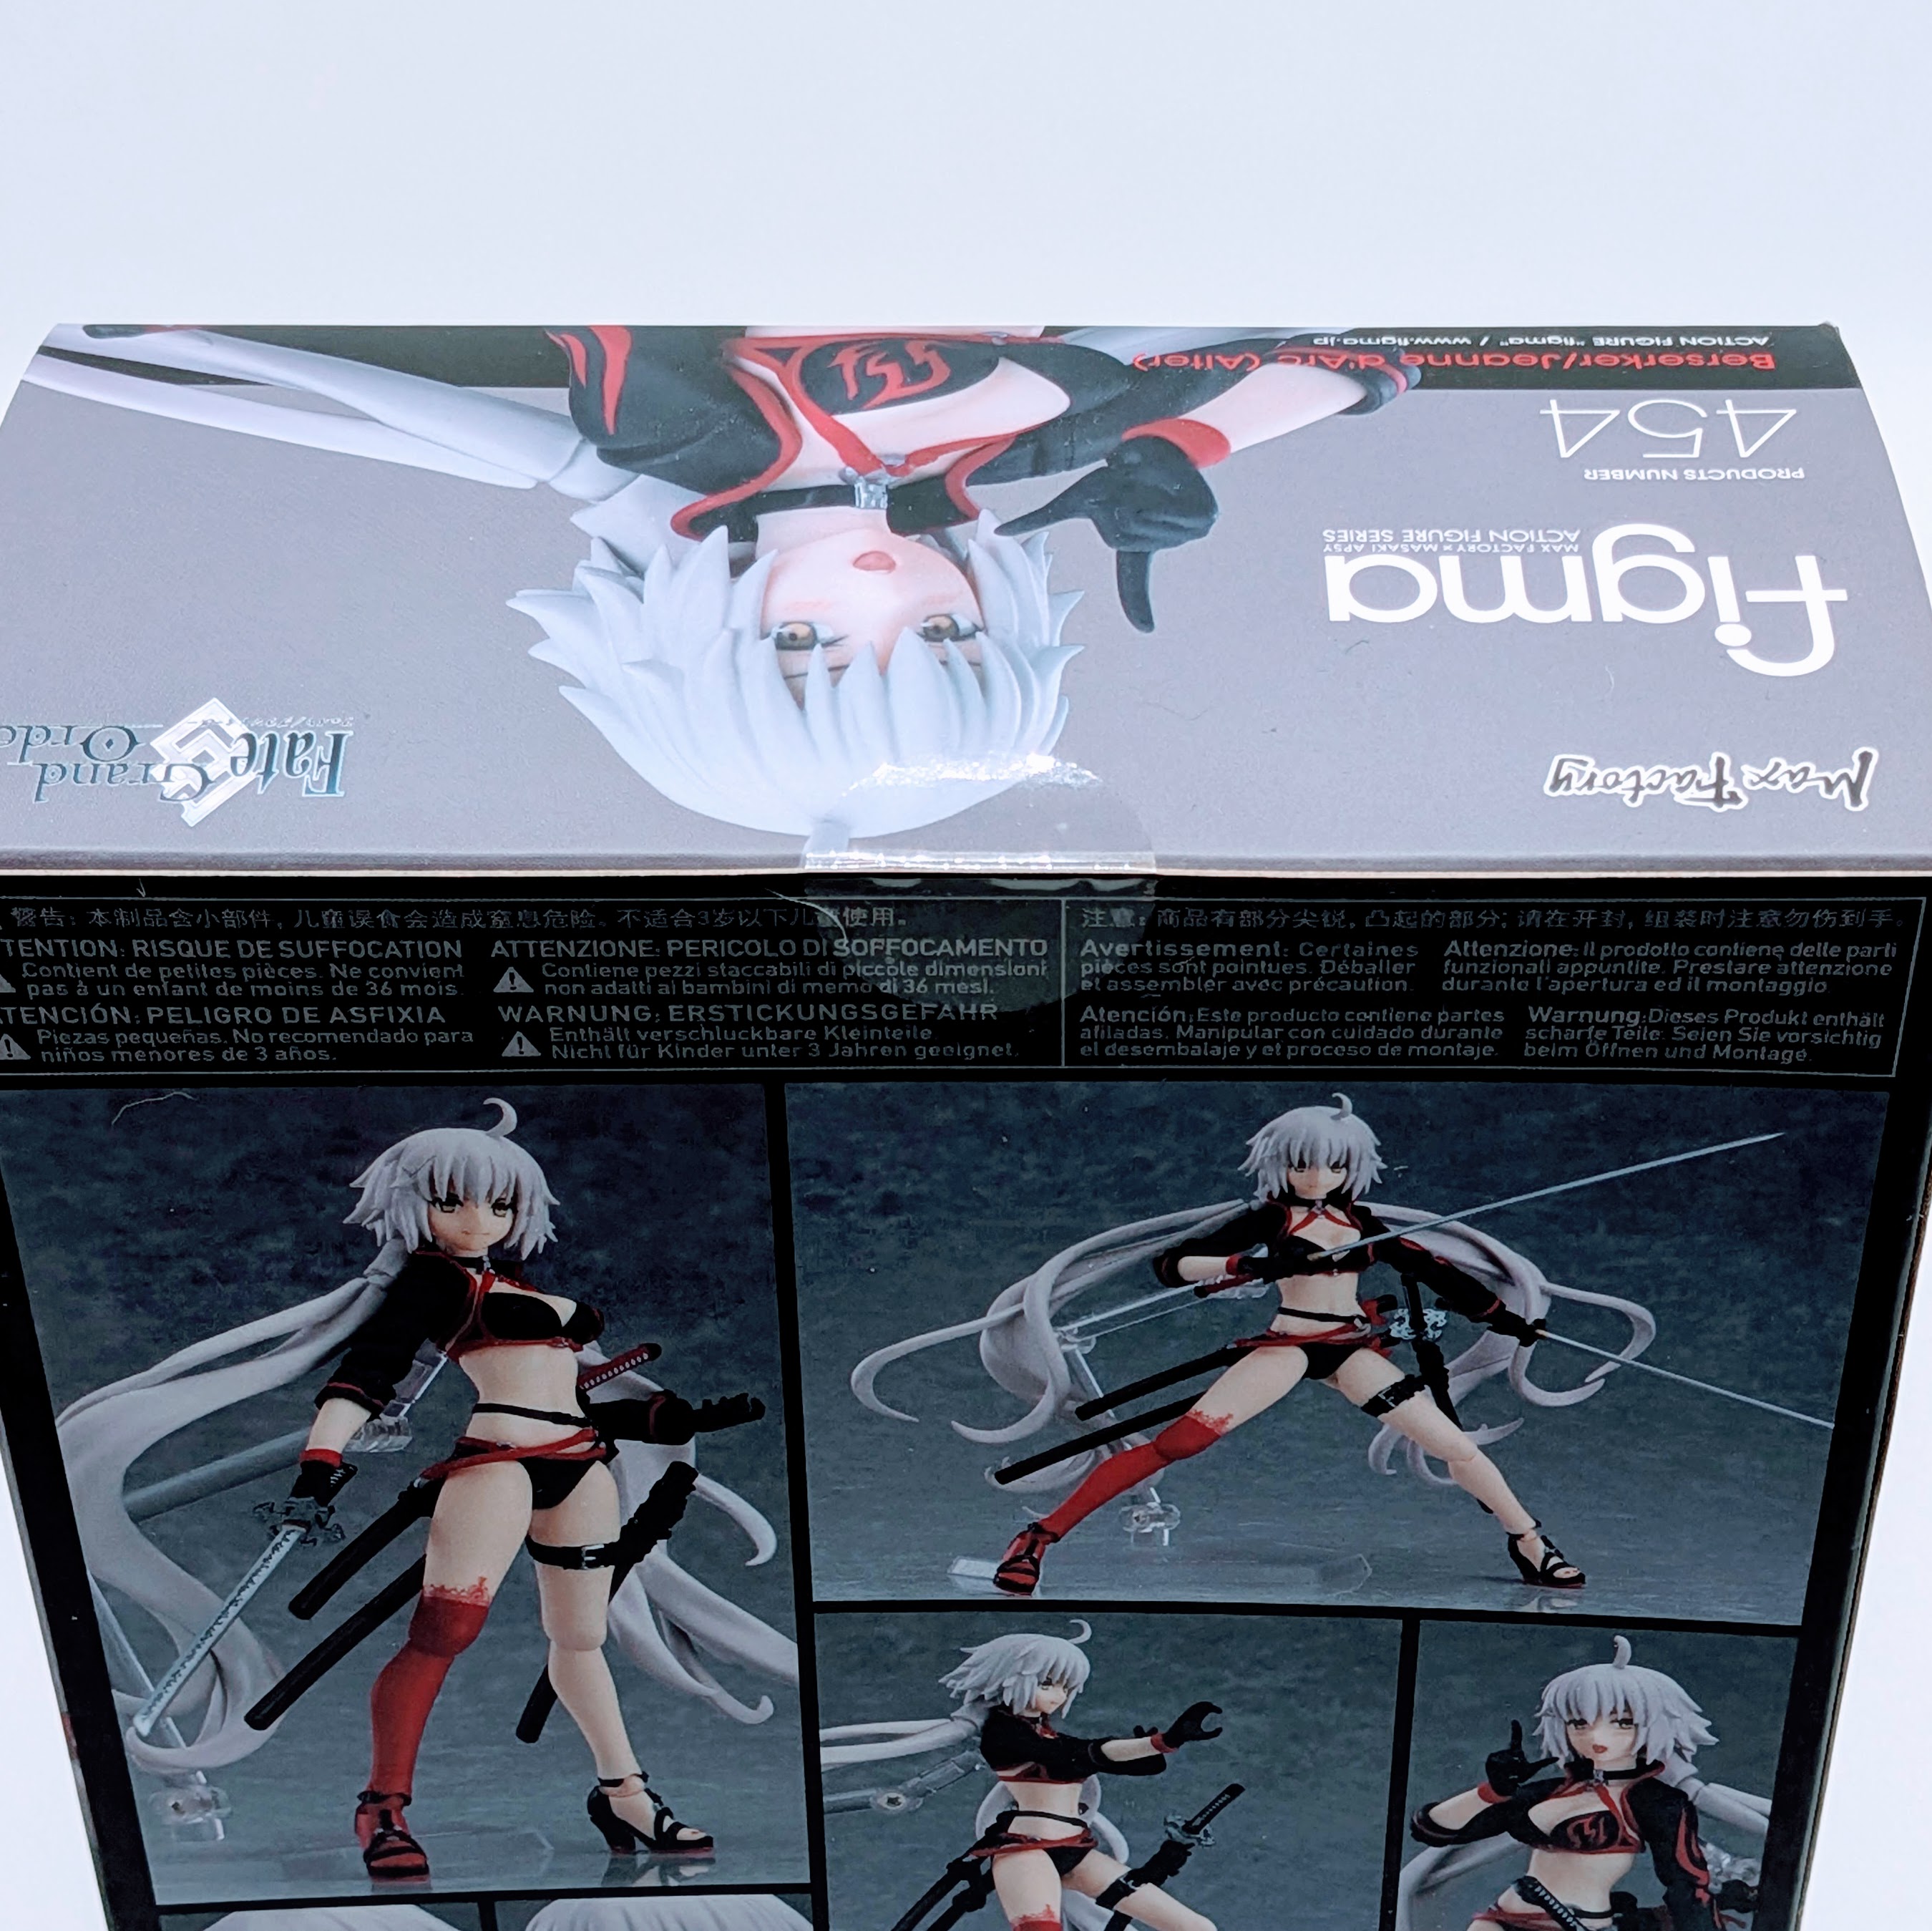 Berserker/Jeanne d'Arc (Alter)
ACTION FIGURE "figma" / www.figma.jp
454
PRODUCTS NUMBER
figma
MAX FACTORY × MASAKI APSY
ACTION FIGURE SERIES
Max Factory
Fate
Grand
警告: 本制品含小部件, 儿童误食会造成窒息危险。不适合3岁以下儿童使用。
TENTION: RISQUE DE SUFFOCATION
Contient de petites pièces. Ne convient
pas à un enfant de moins de 36 mois.
ATTENZIONE: PERICOLO DI SOFFOCAMENTO
Contiene pezzi staccabili di piccole dimensioni
non adatti ai bambini di meno di 36 mesi.
TENCIÓN: PELIGRO DE ASFIXIA
Piezas pequeñas. No recomendado para
niños menores de 3 años.
WARNUNG: ERSTICKUNGSGEFAHR
Enthält verschluckbare Kleinteile.
Nicht für Kinder unter 3 Jahren geeignet.
注意: 商品有部分尖锐, 凸起的部分; 请在开封, 组装时注意勿伤到手。
Avertissement: Certaines
pièces sont pointues. Déballer
et assembler avec précaution.
Attenzione: Il prodotto contiene delle parti
funzionali appuntite. Prestare attenzione
durante l'apertura ed il montaggio.
Atención: Este producto contiene partes
afiladas. Manipular con cuidado durante
el desembalaje y el proceso de montaje.
Warnung: Dieses Produkt enthält
scharfe Teile. Seien Sie vorsichtig
beim Öffnen und Montage.